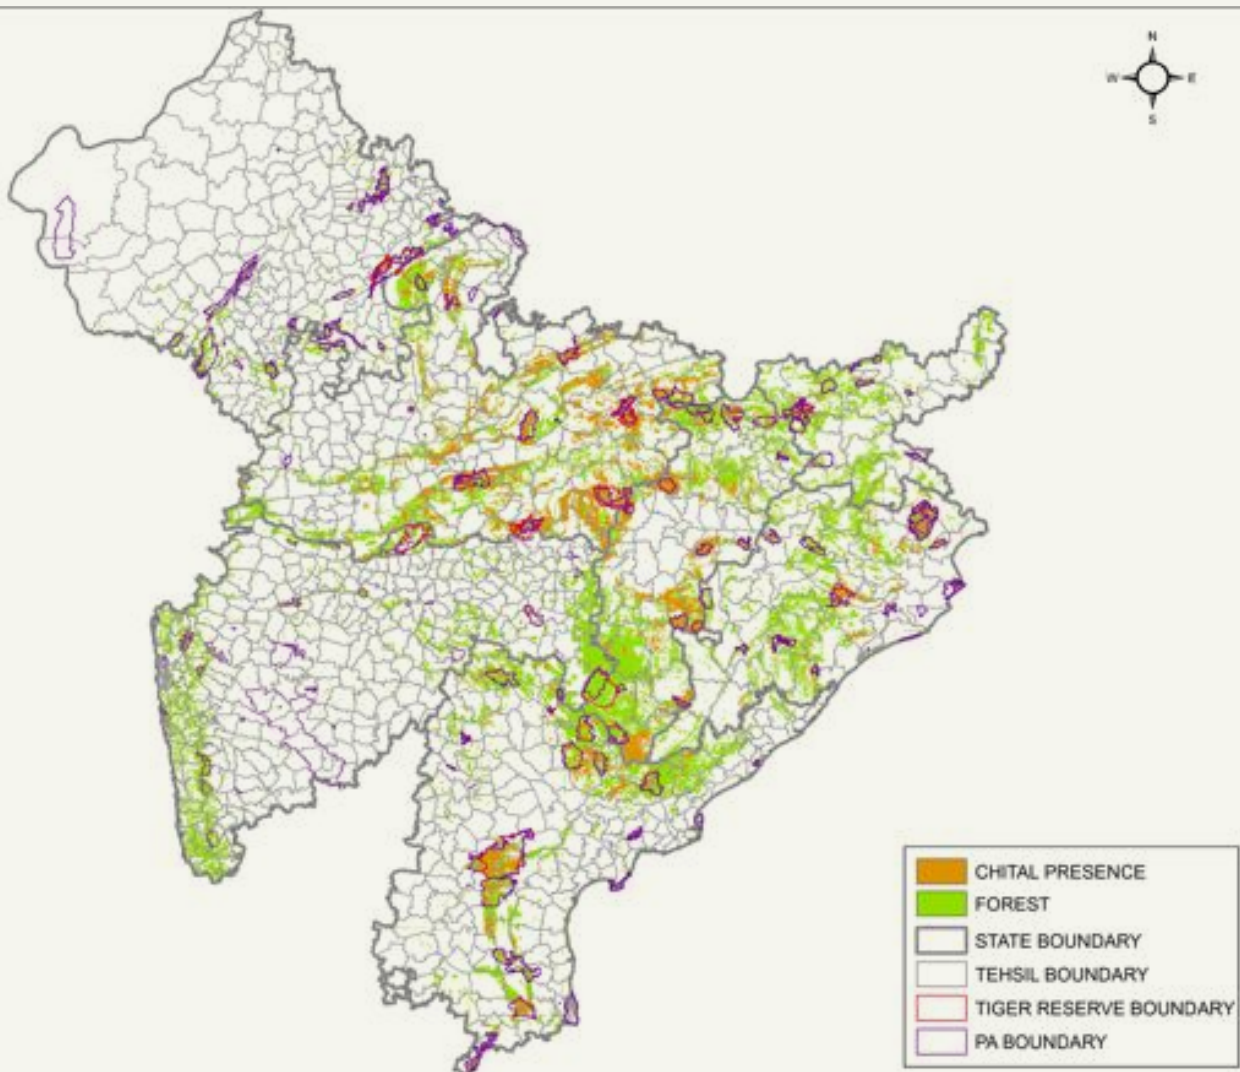 N
W E
S
CHITAL PRESENCE
FOREST
STATE BOUNDARY
TEHSIL BOUNDARY
TIGER RESERVE BOUNDARY
PA BOUNDARY